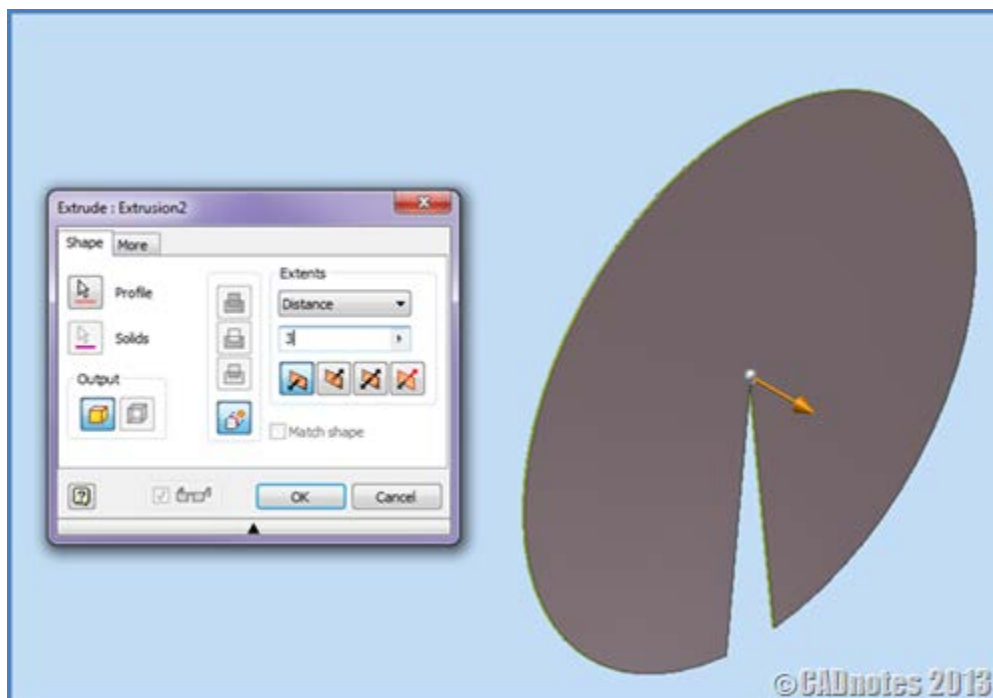 Extrude : Extrusion2
Shape More
Profile
Solids
Output
Extents
Distance
3
Match shape
OK
Cancel
©CADnotes 2013